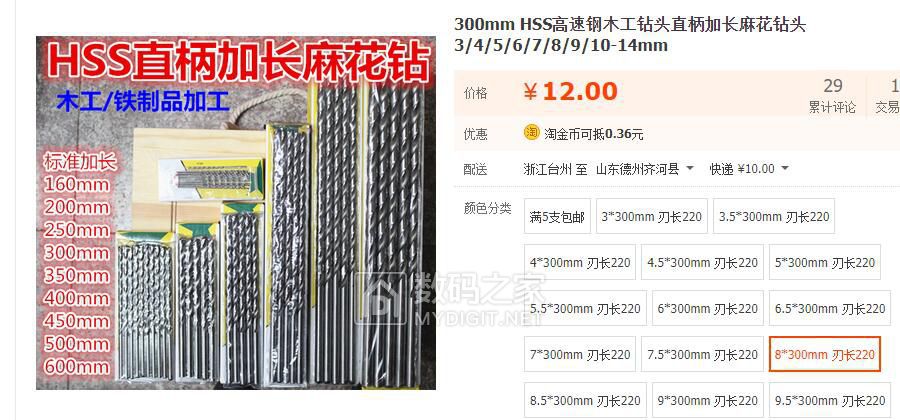 HSS直柄加长麻花钻
木工/铁制品加工
标准加长
160mm
200mm
250mm
300mm
350mm
400mm
450mm
500mm
600mm
数码之家
MYDIGIT.NET
300mm HSS高速钢木工钻头直柄加长麻花钻头
3/4/5/6/7/8/9/10-14mm
价格 ¥12.00 29 1
累计评论 交易
优惠 淘 淘金币可抵0.36元
配送 浙江台州 至 山东德州齐河县 快递 ¥10.00
颜色分类 满5支包邮 3*300mm 刃长220 3.5*300mm 刃长220
4*300mm 刃长220 4.5*300mm 刃长220 5*300mm 刃长220
5.5*300mm 刃长220 6*300mm 刃长220 6.5*300mm 刃长220
7*300mm 刃长220 7.5*300mm 刃长220 8*300mm 刃长220
8.5*300mm 刃长220 9*300mm 刃长220 9.5*300mm 刃长220